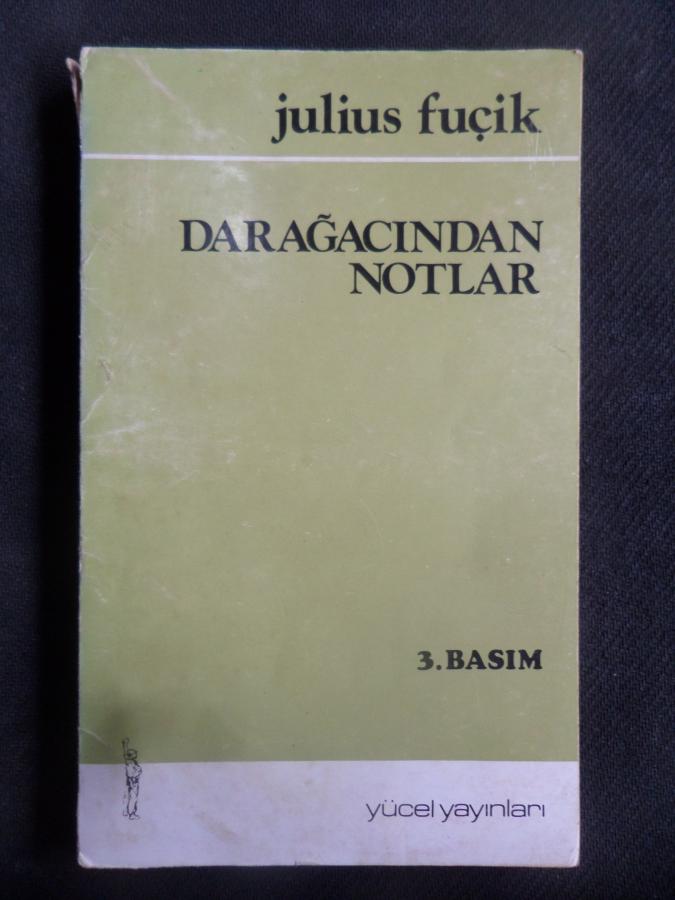 julius fuçik
DARAĞACINDAN
NOTLAR
3. BASIM
yücel yayınları